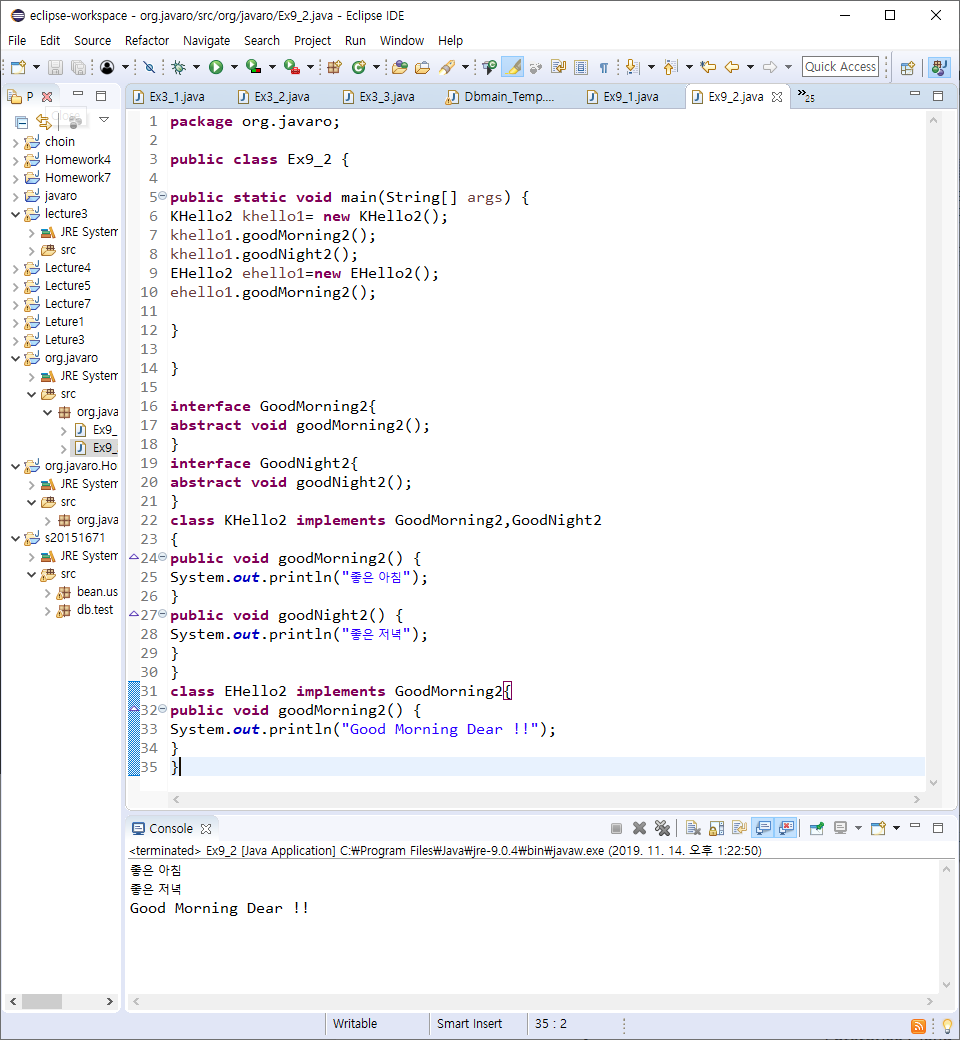 eclipse-workspace - org.javaro/src/org/javaro/Ex9_2.java - Eclipse IDE
File Edit Source Refactor Navigate Search Project Run Window Help
Quick Access
P
Ex3_1.java Ex3_2.java Ex3_3.java Dbmain_Temp.... Ex9_1.java Ex9_2.java »25
choin
Homework4
Homework7
javaro
lecture3
JRE System
src
Lecture4
Lecture5
Lecture7
Leture1
Leture3
org.javaro
JRE System
src
org.java
Ex9_
Ex9_
org.javaro.Ho
JRE System
src
org.java
s20151671
JRE System
src
bean.us
db.test
1 package org.javaro;
2
3 public class Ex9_2 {
4
5 public static void main(String[] args) {
6 KHello2 khello1= new KHello2();
7 khello1.goodMorning2();
8 khello1.goodNight2();
9 EHello2 ehello1=new EHello2();
10 ehello1.goodMorning2();
11
12 }
13
14 }
15
16 interface GoodMorning2{
17 abstract void goodMorning2();
18 }
19 interface GoodNight2{
20 abstract void goodNight2();
21 }
22 class KHello2 implements GoodMorning2,GoodNight2
23 {
24 public void goodMorning2() {
25 System.out.println("좋은 아침");
26 }
27 public void goodNight2() {
28 System.out.println("좋은 저녁");
29 }
30 }
31 class EHello2 implements GoodMorning2{
32 public void goodMorning2() {
33 System.out.println("Good Morning Dear !!");
34 }
35 }
Console
<terminated> Ex9_2 [Java Application] C:₩Program Files₩Java₩jre-9.0.4₩bin₩javaw.exe (2019. 11. 14. 오후 1:22:50)
좋은 아침
좋은 저녁
Good Morning Dear !!
Writable Smart Insert 35 : 2